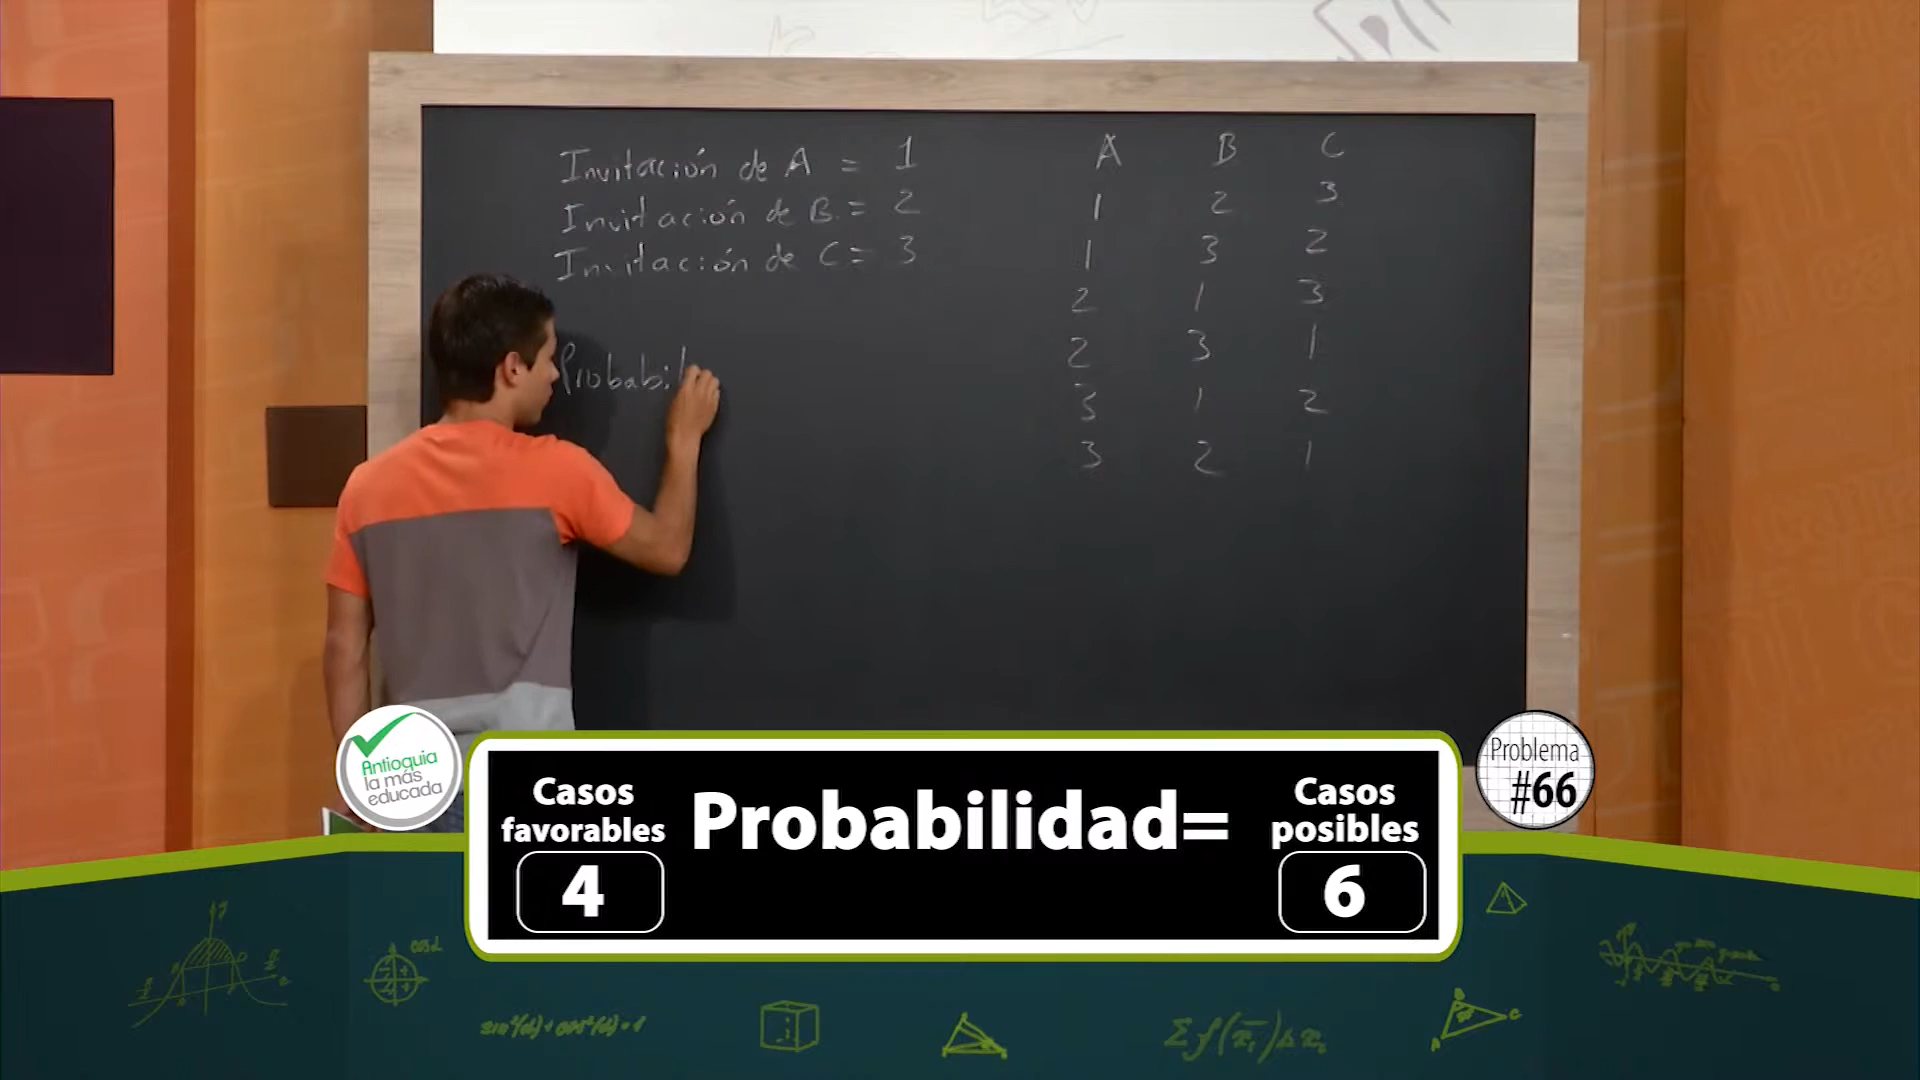 Invitación de A = 1
Invitación de B = 2
Invitación de C = 3
Probabil
A B C
1 2 3
1 3 2
2 1 3
2 3 1
3 1 2
3 2 1
Antioquia
la más
educada
Problema
#66
Casos
favorables
4
Probabilidad=
Casos
posibles
6